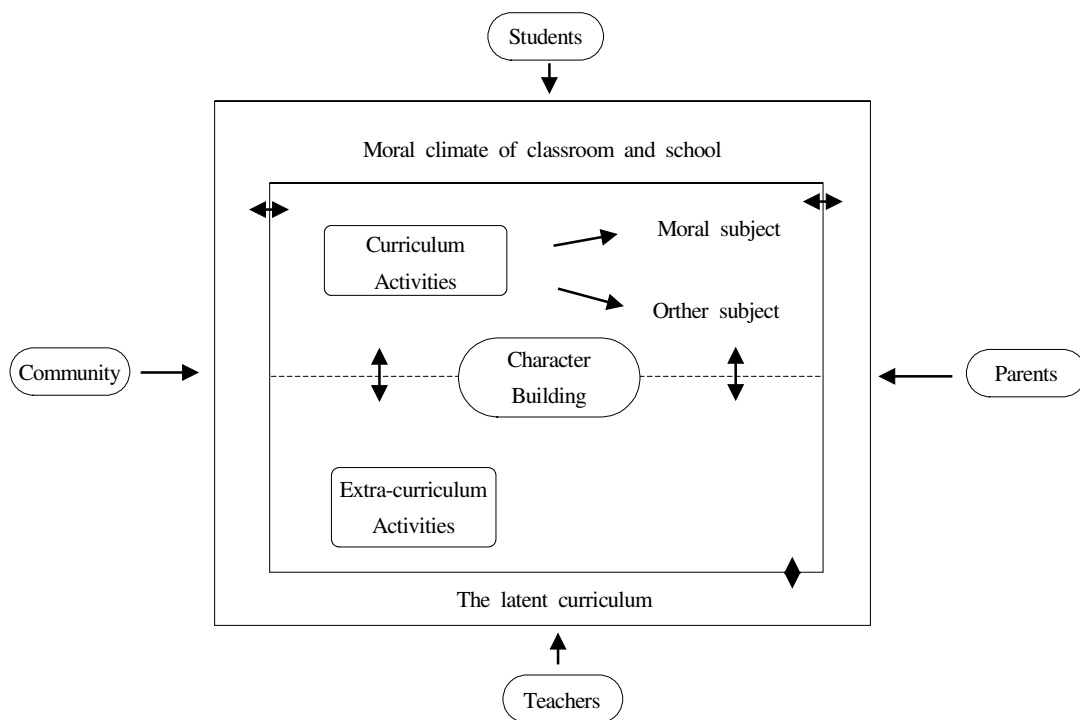 Students
Moral climate of classroom and school
Curriculum
Activities
Moral subject
Orther subject
Community
Character
Building
Parents
Extra-curriculum
Activities
The latent curriculum
Teachers